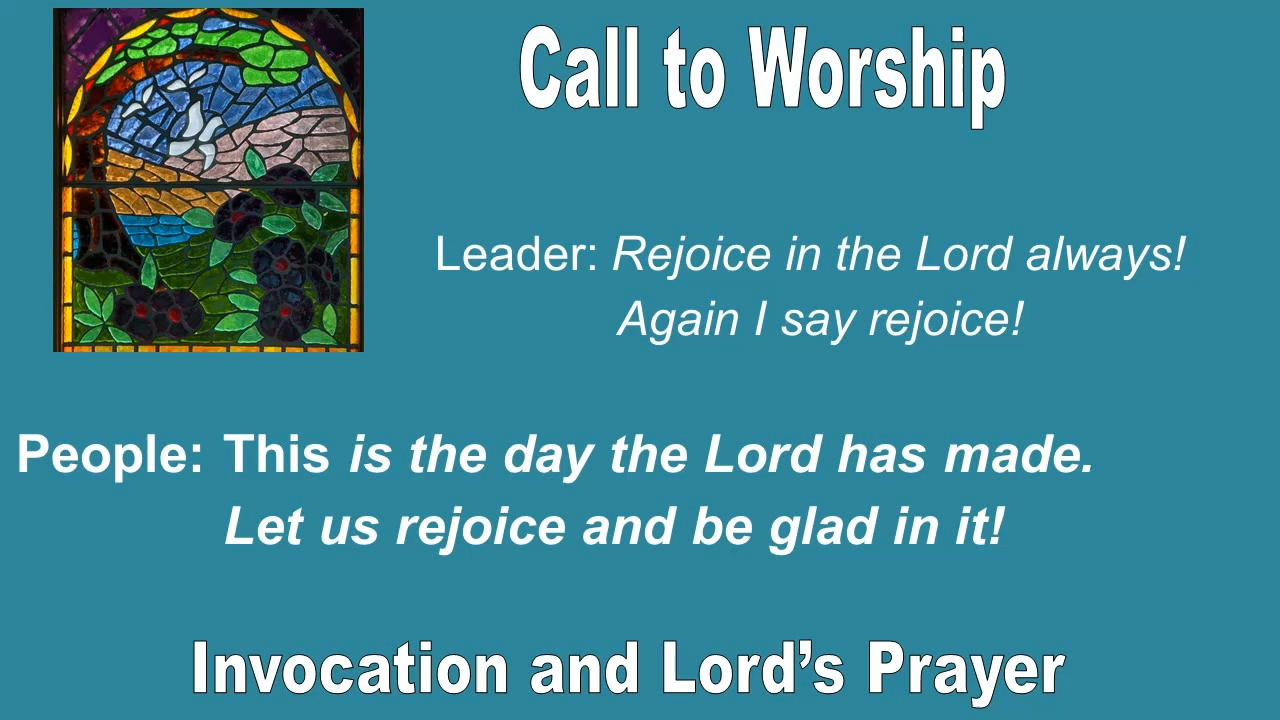 Call to Worship
Leader: Rejoice in the Lord always!
Again I say rejoice!
People: This is the day the Lord has made.
Let us rejoice and be glad in it!
Invocation and Lord’s Prayer